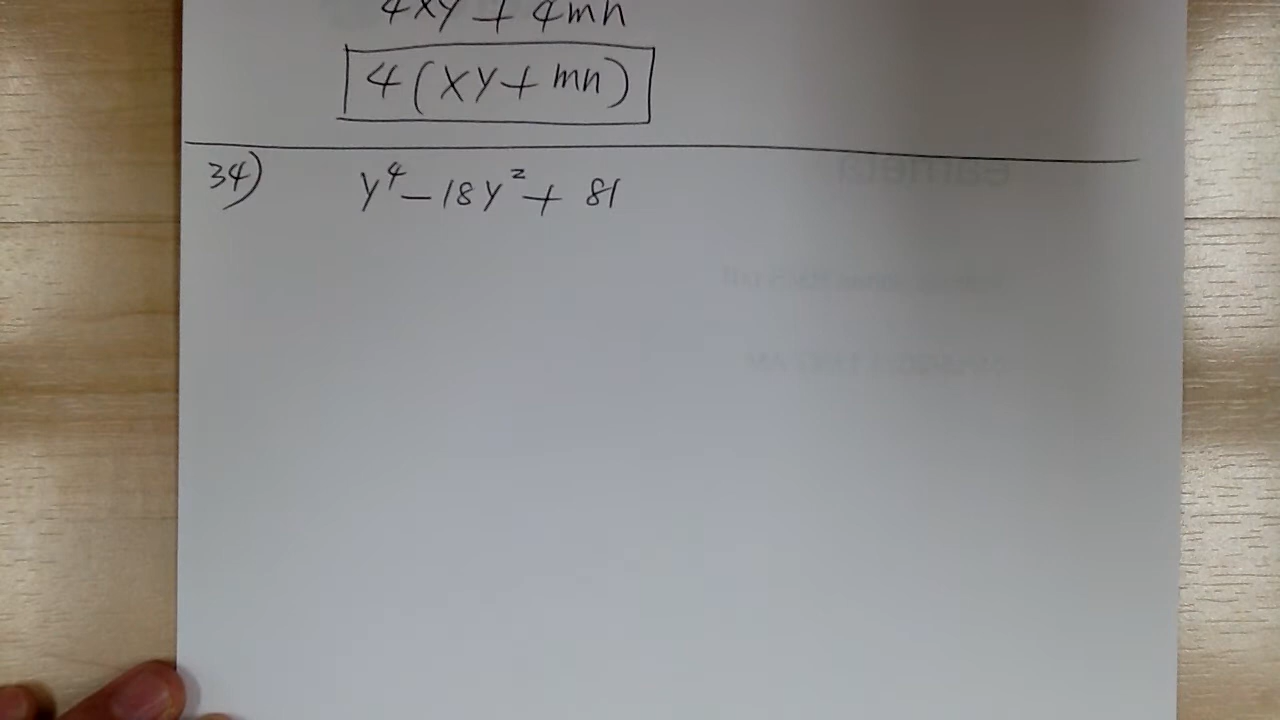 4xy + 4mn
4(xy + mn)
34) y⁴ - 18y² + 81